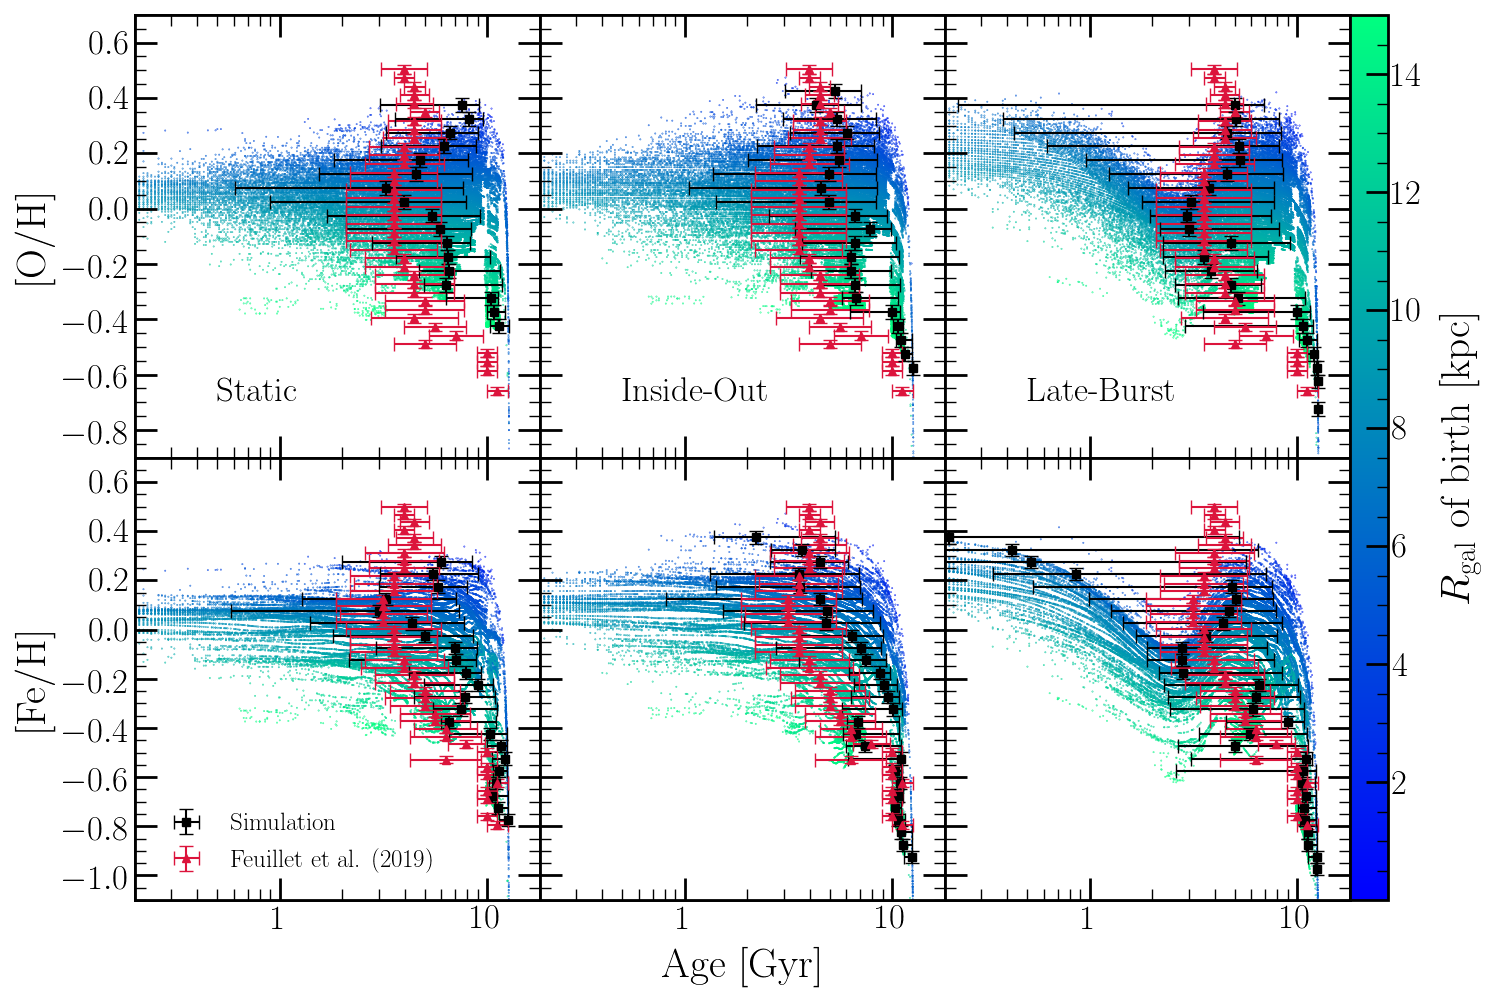 0.6
0.4
0.2
0.0
−0.2
−0.4
−0.6
−0.8
[O/H]
Static
Inside-Out
Late-Burst
0.6
0.4
0.2
0.0
−0.2
−0.4
−0.6
−0.8
−1.0
[Fe/H]
Simulation
Feuillet et al. (2019)
1 10 1 10 1 10
Age [Gyr]
14
12
10
8
6
4
2
Rgal of birth [kpc]